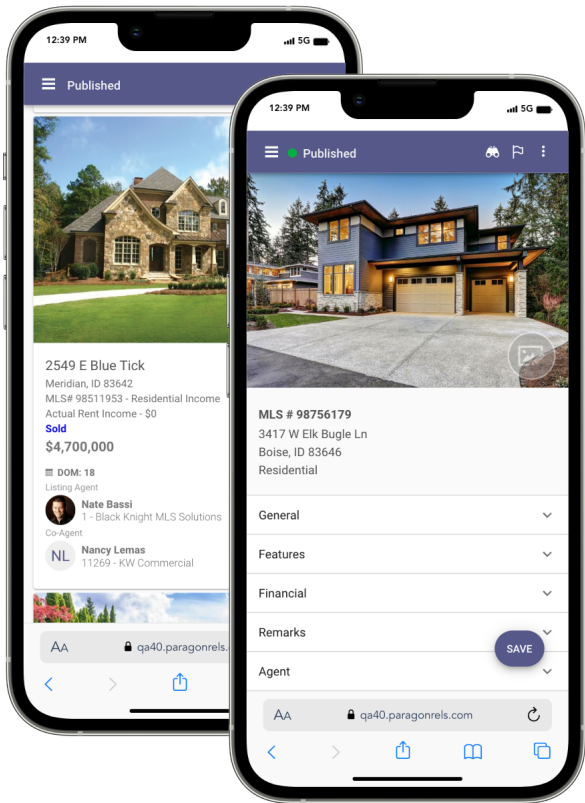 12:39 PM
5G
Published
2549 E Blue Tick
Meridian, ID 83642
MLS# 98511953 - Residential Income
Actual Rent Income - $0
Sold
$4,700,000
DOM: 18
Listing Agent
Nate Bassi
1 - Black Knight MLS Solutions
Co-Agent
NL
Nancy Lemas
11269 - KW Commercial
AA
qa40.paragonrels.
12:39 PM
5G
Published
MLS # 98756179
3417 W Elk Bugle Ln
Boise, ID 83646
Residential
General
Features
Financial
Remarks
SAVE
Agent
AA
qa40.paragonrels.com